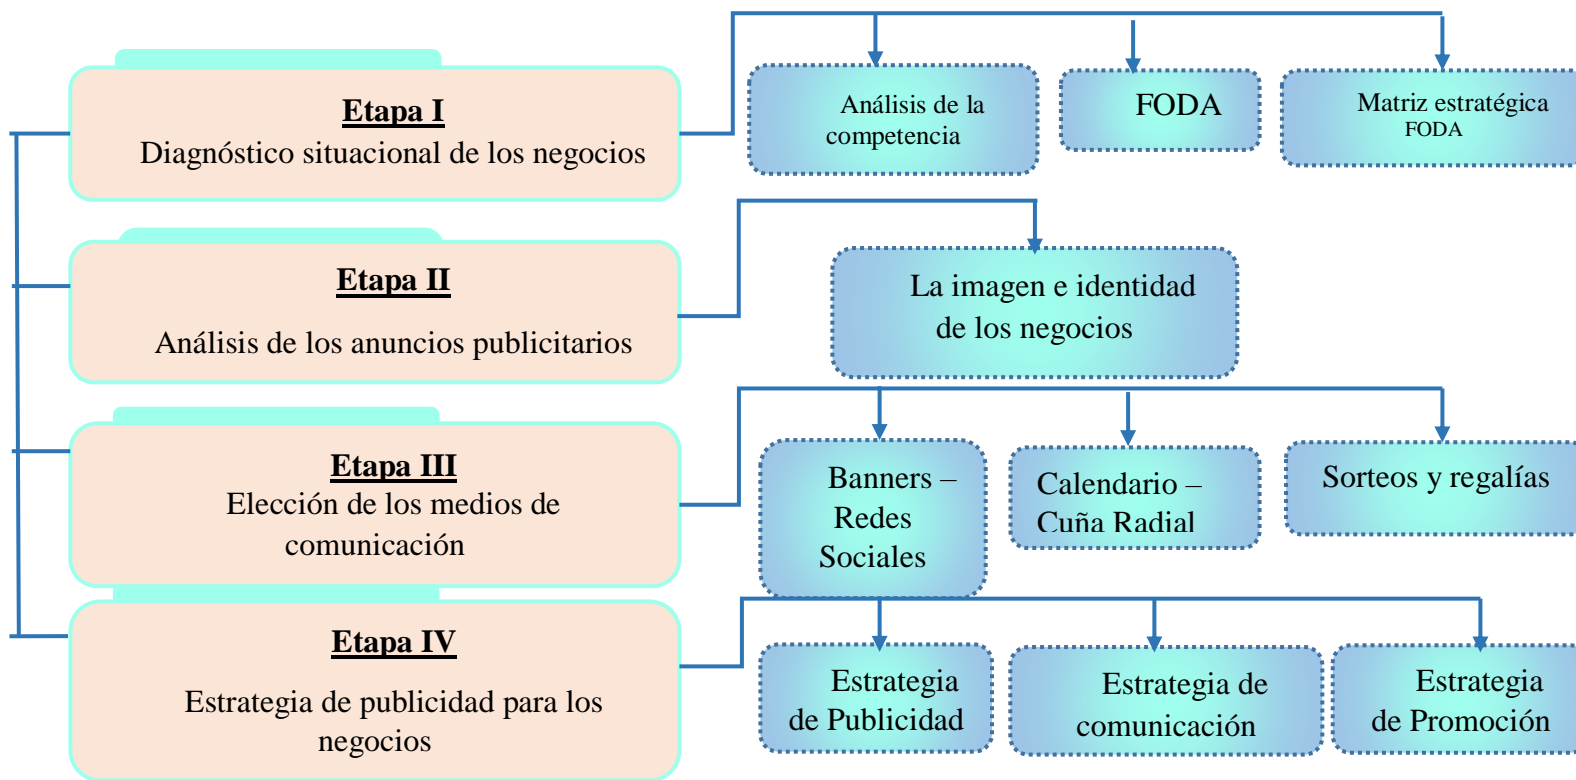 Etapa I
Diagnóstico situacional de los negocios
Análisis de la
competencia
FODA
Matriz estratégica
FODA
Etapa II
Análisis de los anuncios publicitarios
La imagen e identidad
de los negocios
Etapa III
Elección de los medios de
comunicación
Banners –
Redes
Sociales
Calendario –
Cuña Radial
Sorteos y regalías
Etapa IV
Estrategia de publicidad para los
negocios
Estrategia
de Publicidad
Estrategia de
comunicación
Estrategia
de Promoción